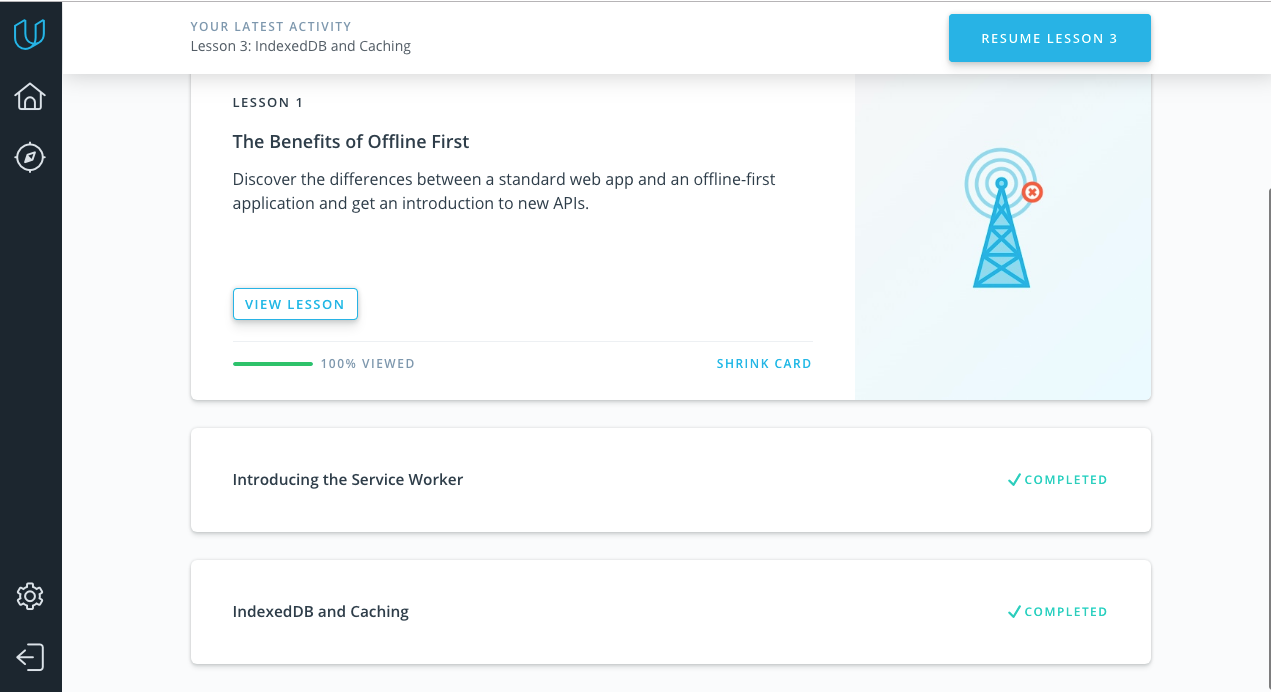 YOUR LATEST ACTIVITY
Lesson 3: IndexedDB and Caching
RESUME LESSON 3
LESSON 1
The Benefits of Offline First
Discover the differences between a standard web app and an offline-first
application and get an introduction to new APIs.
VIEW LESSON
100% VIEWED
SHRINK CARD
Introducing the Service Worker
COMPLETED
IndexedDB and Caching
COMPLETED